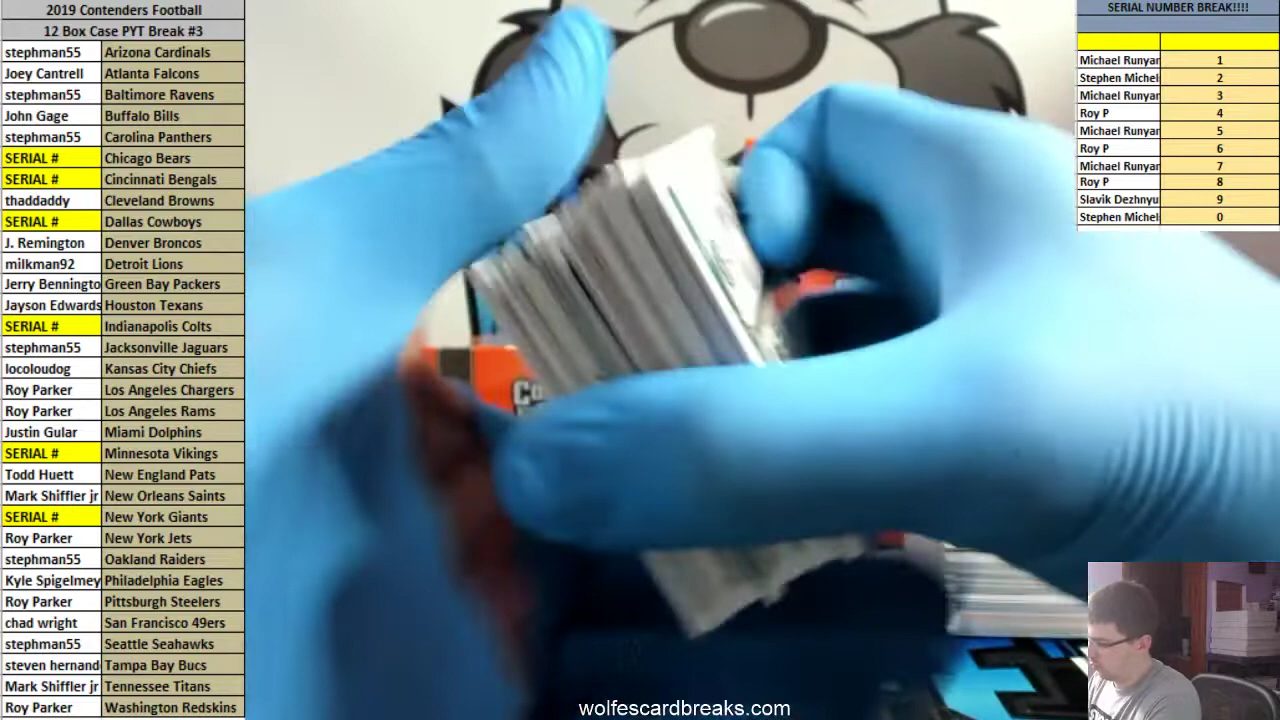 2019 Contenders Football
12 Box Case PYT Break #3
stephman55 Arizona Cardinals
Joey Cantrell Atlanta Falcons
stephman55 Baltimore Ravens
John Gage Buffalo Bills
stephman55 Carolina Panthers
SERIAL # Chicago Bears
SERIAL # Cincinnati Bengals
thaddaddy Cleveland Browns
SERIAL # Dallas Cowboys
J. Remington Denver Broncos
milkman92 Detroit Lions
Jerry Benningto Green Bay Packers
Jayson Edwards Houston Texans
SERIAL # Indianapolis Colts
stephman55 Jacksonville Jaguars
locoloudog Kansas City Chiefs
Roy Parker Los Angeles Chargers
Roy Parker Los Angeles Rams
Justin Gular Miami Dolphins
SERIAL # Minnesota Vikings
Todd Huett New England Pats
Mark Shiffler jr New Orleans Saints
SERIAL # New York Giants
Roy Parker New York Jets
stephman55 Oakland Raiders
Kyle Spigelmey Philadelphia Eagles
Roy Parker Pittsburgh Steelers
chad wright San Francisco 49ers
stephman55 Seattle Seahawks
steven hernand Tampa Bay Bucs
Mark Shiffler jr Tennessee Titans
Roy Parker Washington Redskins
SERIAL NUMBER BREAK!!!!
Michael Runyan 1
Stephen Michel 2
Michael Runyan 3
Roy P 4
Michael Runyan 5
Roy P 6
Michael Runyan 7
Roy P 8
Slavik Dezhnyu 9
Stephen Michel 0
wolfescardbreaks.com